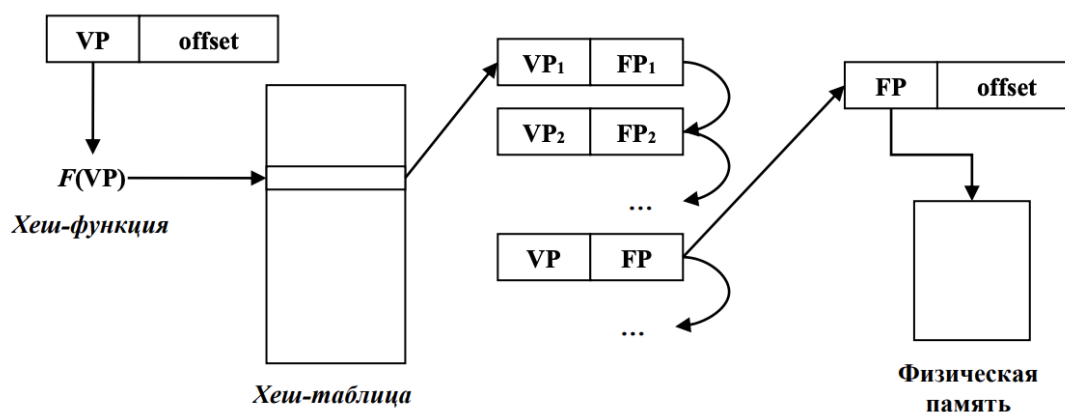 VP offset
F(VP)
Хеш-функция
Хеш-таблица
VP₁ FP₁
VP₂ FP₂
...
VP FP
...
FP offset
Физическая
память